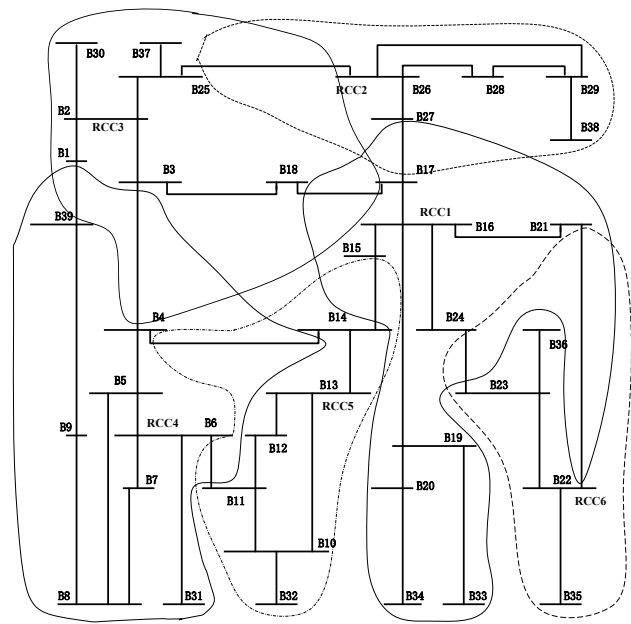 B30 B37
B25 RCC2 B26 B28 B29
B2
RCC3
B27
B38
B1
B3 B18 B17
RCC1
B39 B16 B21
B15
B4 B14 B24 B36
B5 B13 B23
RCC5
RCC4 B6
B9 B12 B19
B7 B11 B20 B22
RCC6
B10
B8 B31 B32 B34 B33 B35